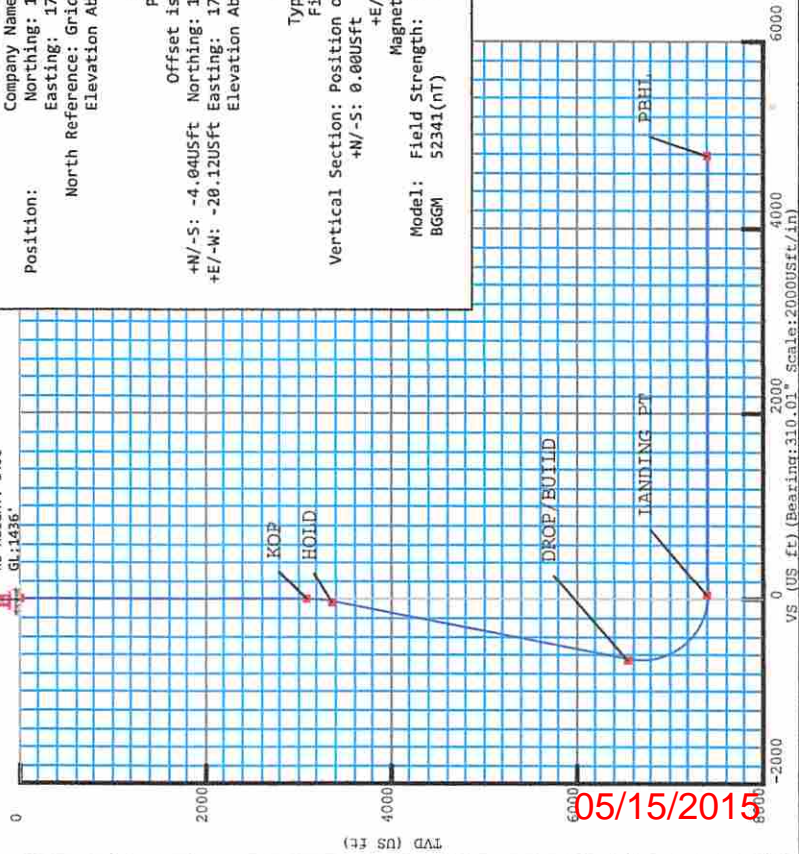 GL:1436'
Company Name
Position:
Northing: 1
Easting: 17
North Reference: Grid
Elevation Ab
Offset is
+N/-S: -4.04USft Northing: 1
+E/-W: -20.12USft Easting: 17
Elevation Ab
Typ
Fi
Vertical Section: Position o
+N/-S: 0.00USft
+E/
Magnet
Model: Field Strength:
BGGM 52341(nT)
KOP
HOLD
DROP/BUILD
LANDING PT
PBHL
0
2000
4000
6000
8000
TVD (US ft)
-2000
0
2000
4000
6000
VS (US ft) (Bearing:310.01° Scale:2000USft/in)
05/15/2015